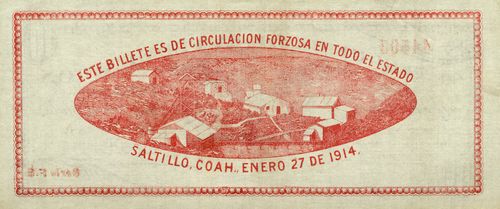 ESTE BILLETE ES DE CIRCULACION FORZOSA EN TODO EL ESTADO
SALTILLO, COAH., ENERO 27 DE 1914.